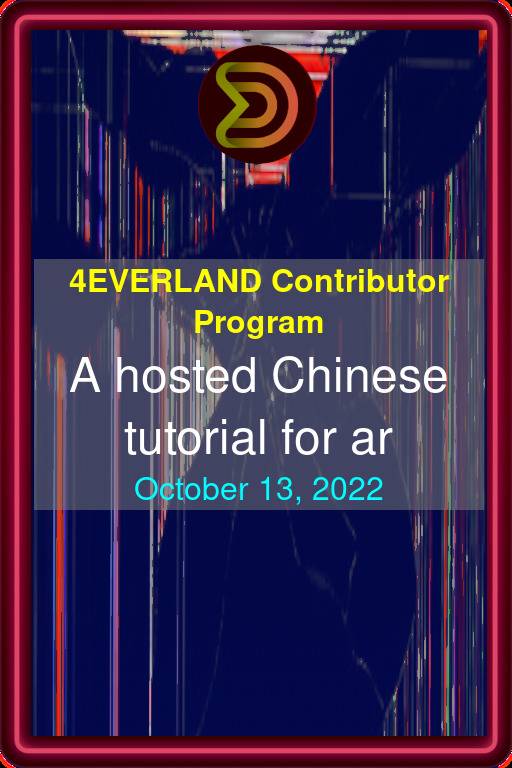 4EVERLAND Contributor
Program
A hosted Chinese
tutorial for ar
October 13, 2022